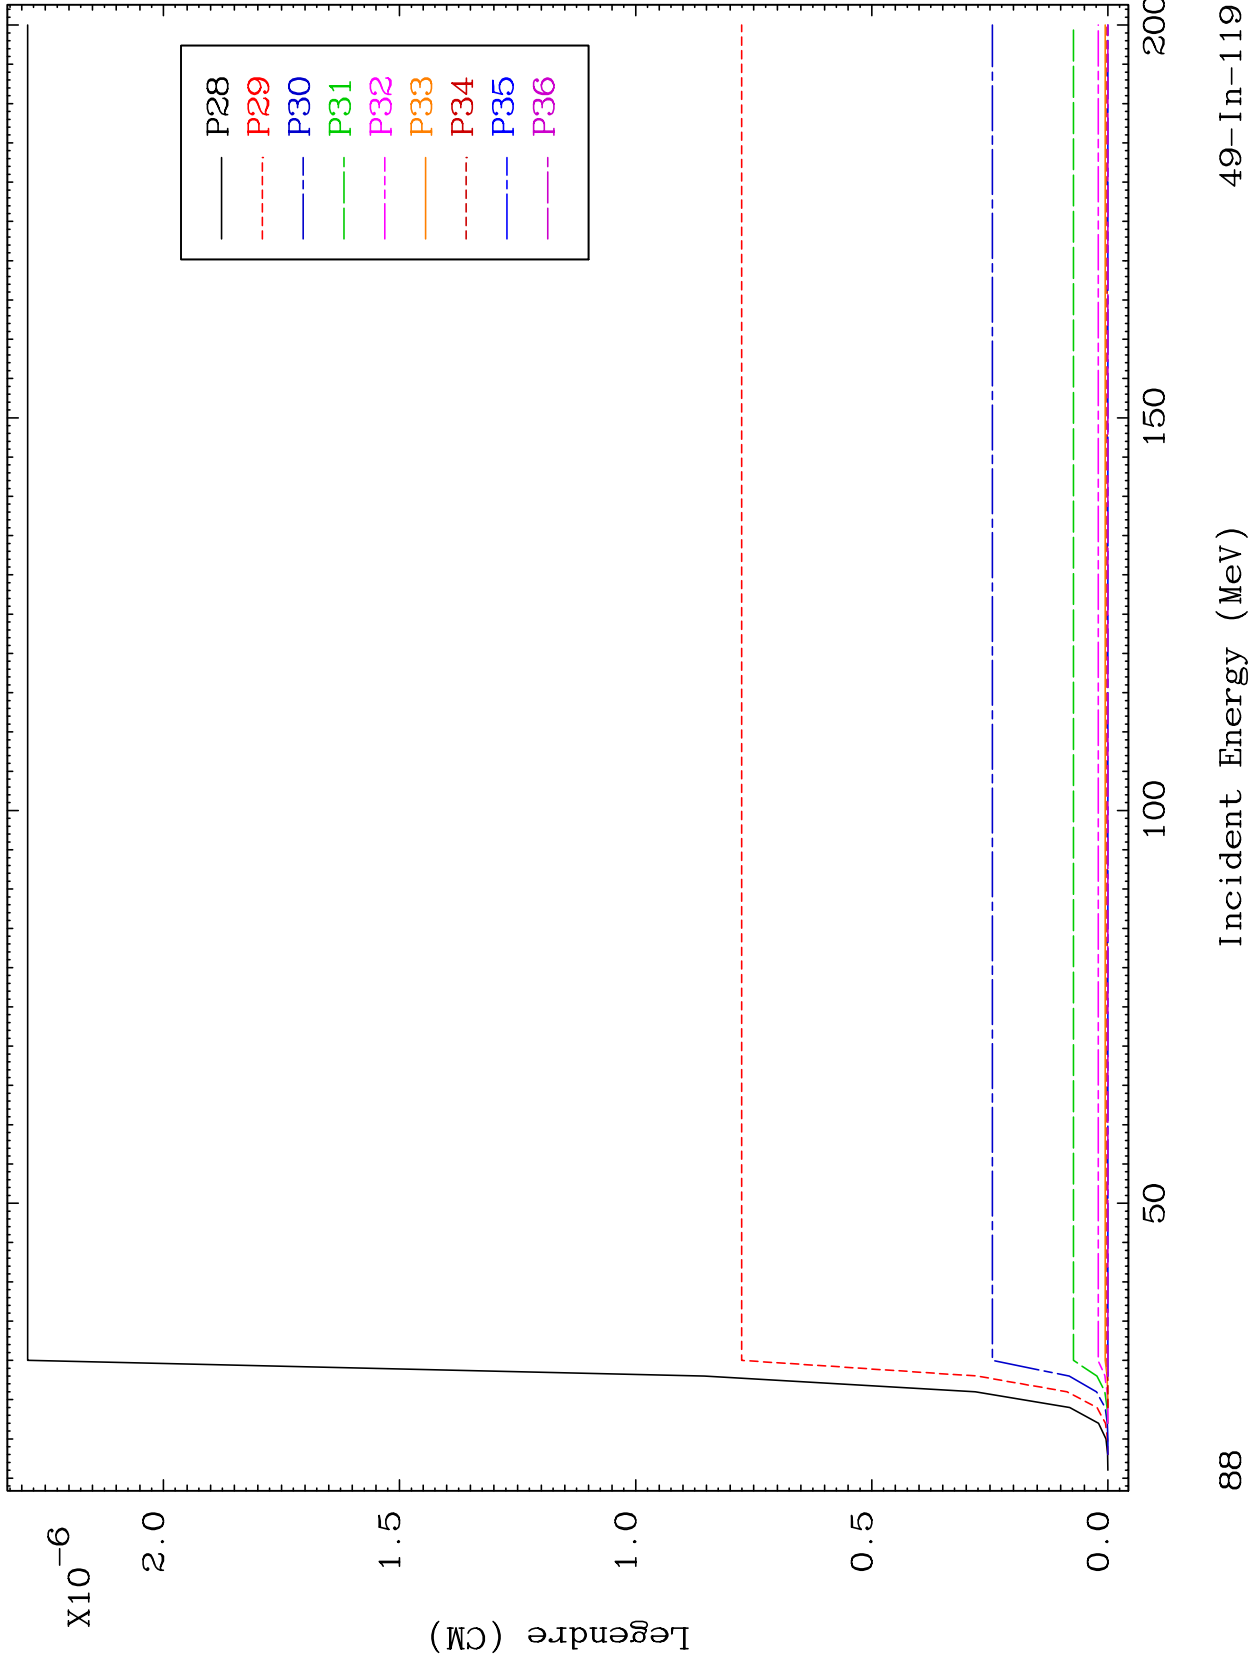 X10-6
2.0
1.5
1.0
0.5
0.0
Legendre (CM)
P28
P29
P30
P31
P32
P33
P34
P35
P36
50
100
150
200
88
Incident Energy (MeV)
49-In-119